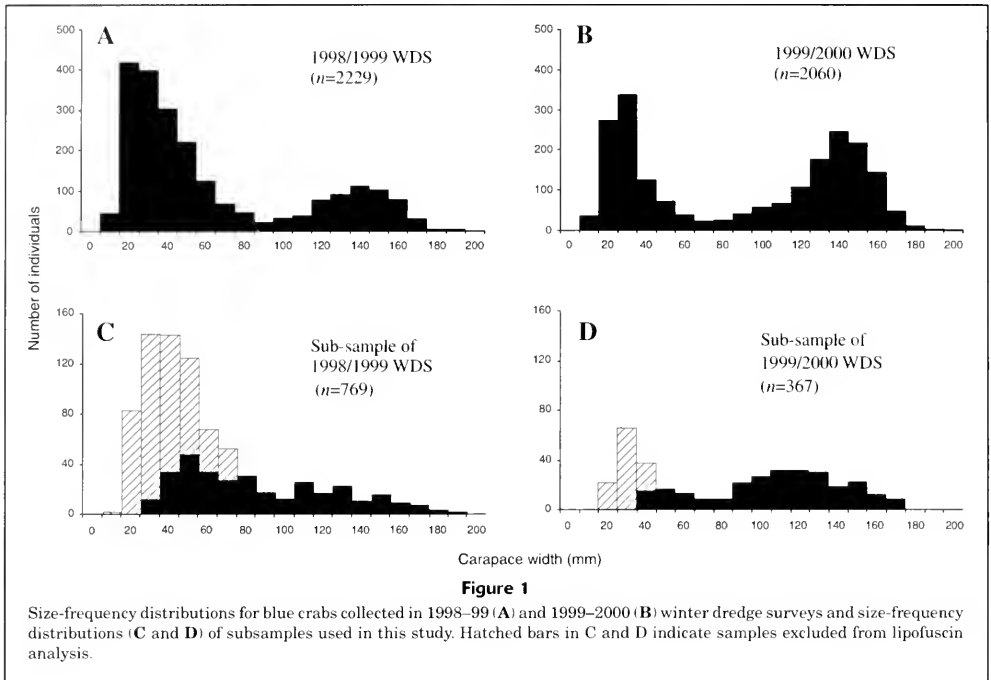 A
1998/1999 WDS
(n=2229)
500
400
300
200
100
0
0 20 40 60 80 100 120 140 160 180 200
B
1999/2000 WDS
(n=2060)
500
400
300
200
100
0
0 20 40 60 80 100 120 140 160 180 200
Number of individuals
C
Sub-sample of
1998/1999 WDS
(n=769)
160
120
80
40
0
0 20 40 60 80 100 120 140 160 180 200
D
Sub-sample of
1999/2000 WDS
(n=367)
160
120
80
40
0
0 20 40 60 80 100 120 140 160 180 200
Carapace width (mm)
Figure 1
Size-frequency distributions for blue crabs collected in 1998–99 (A) and 1999–2000 (B) winter dredge surveys and size-frequency
distributions (C and D) of subsamples used in this study. Hatched bars in C and D indicate samples excluded from lipofuscin
analysis.